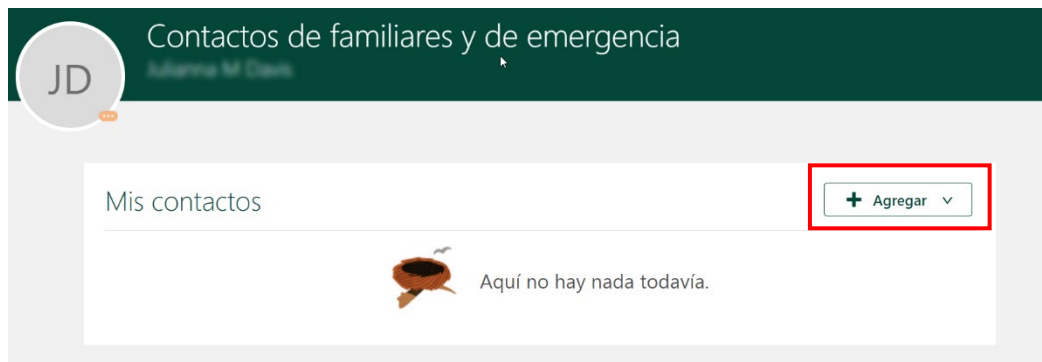 Contactos de familiares y de emergencia
JD
Mis contactos
Agregar
Aquí no hay nada todavía.